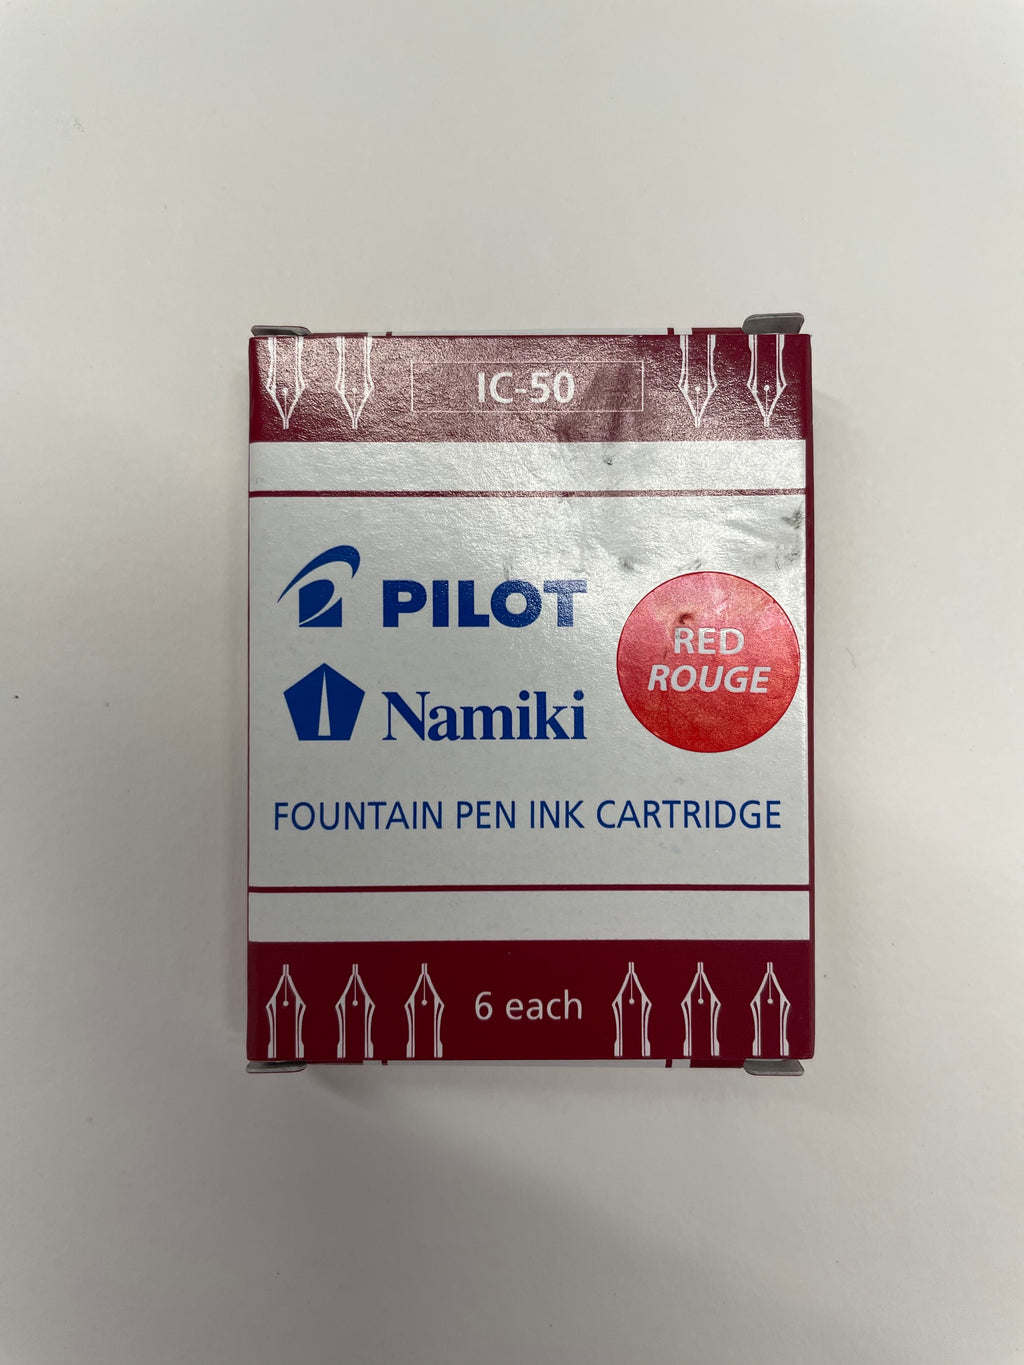 IC-50
PILOT
Namiki
RED
ROUGE
FOUNTAIN PEN INK CARTRIDGE
6 each